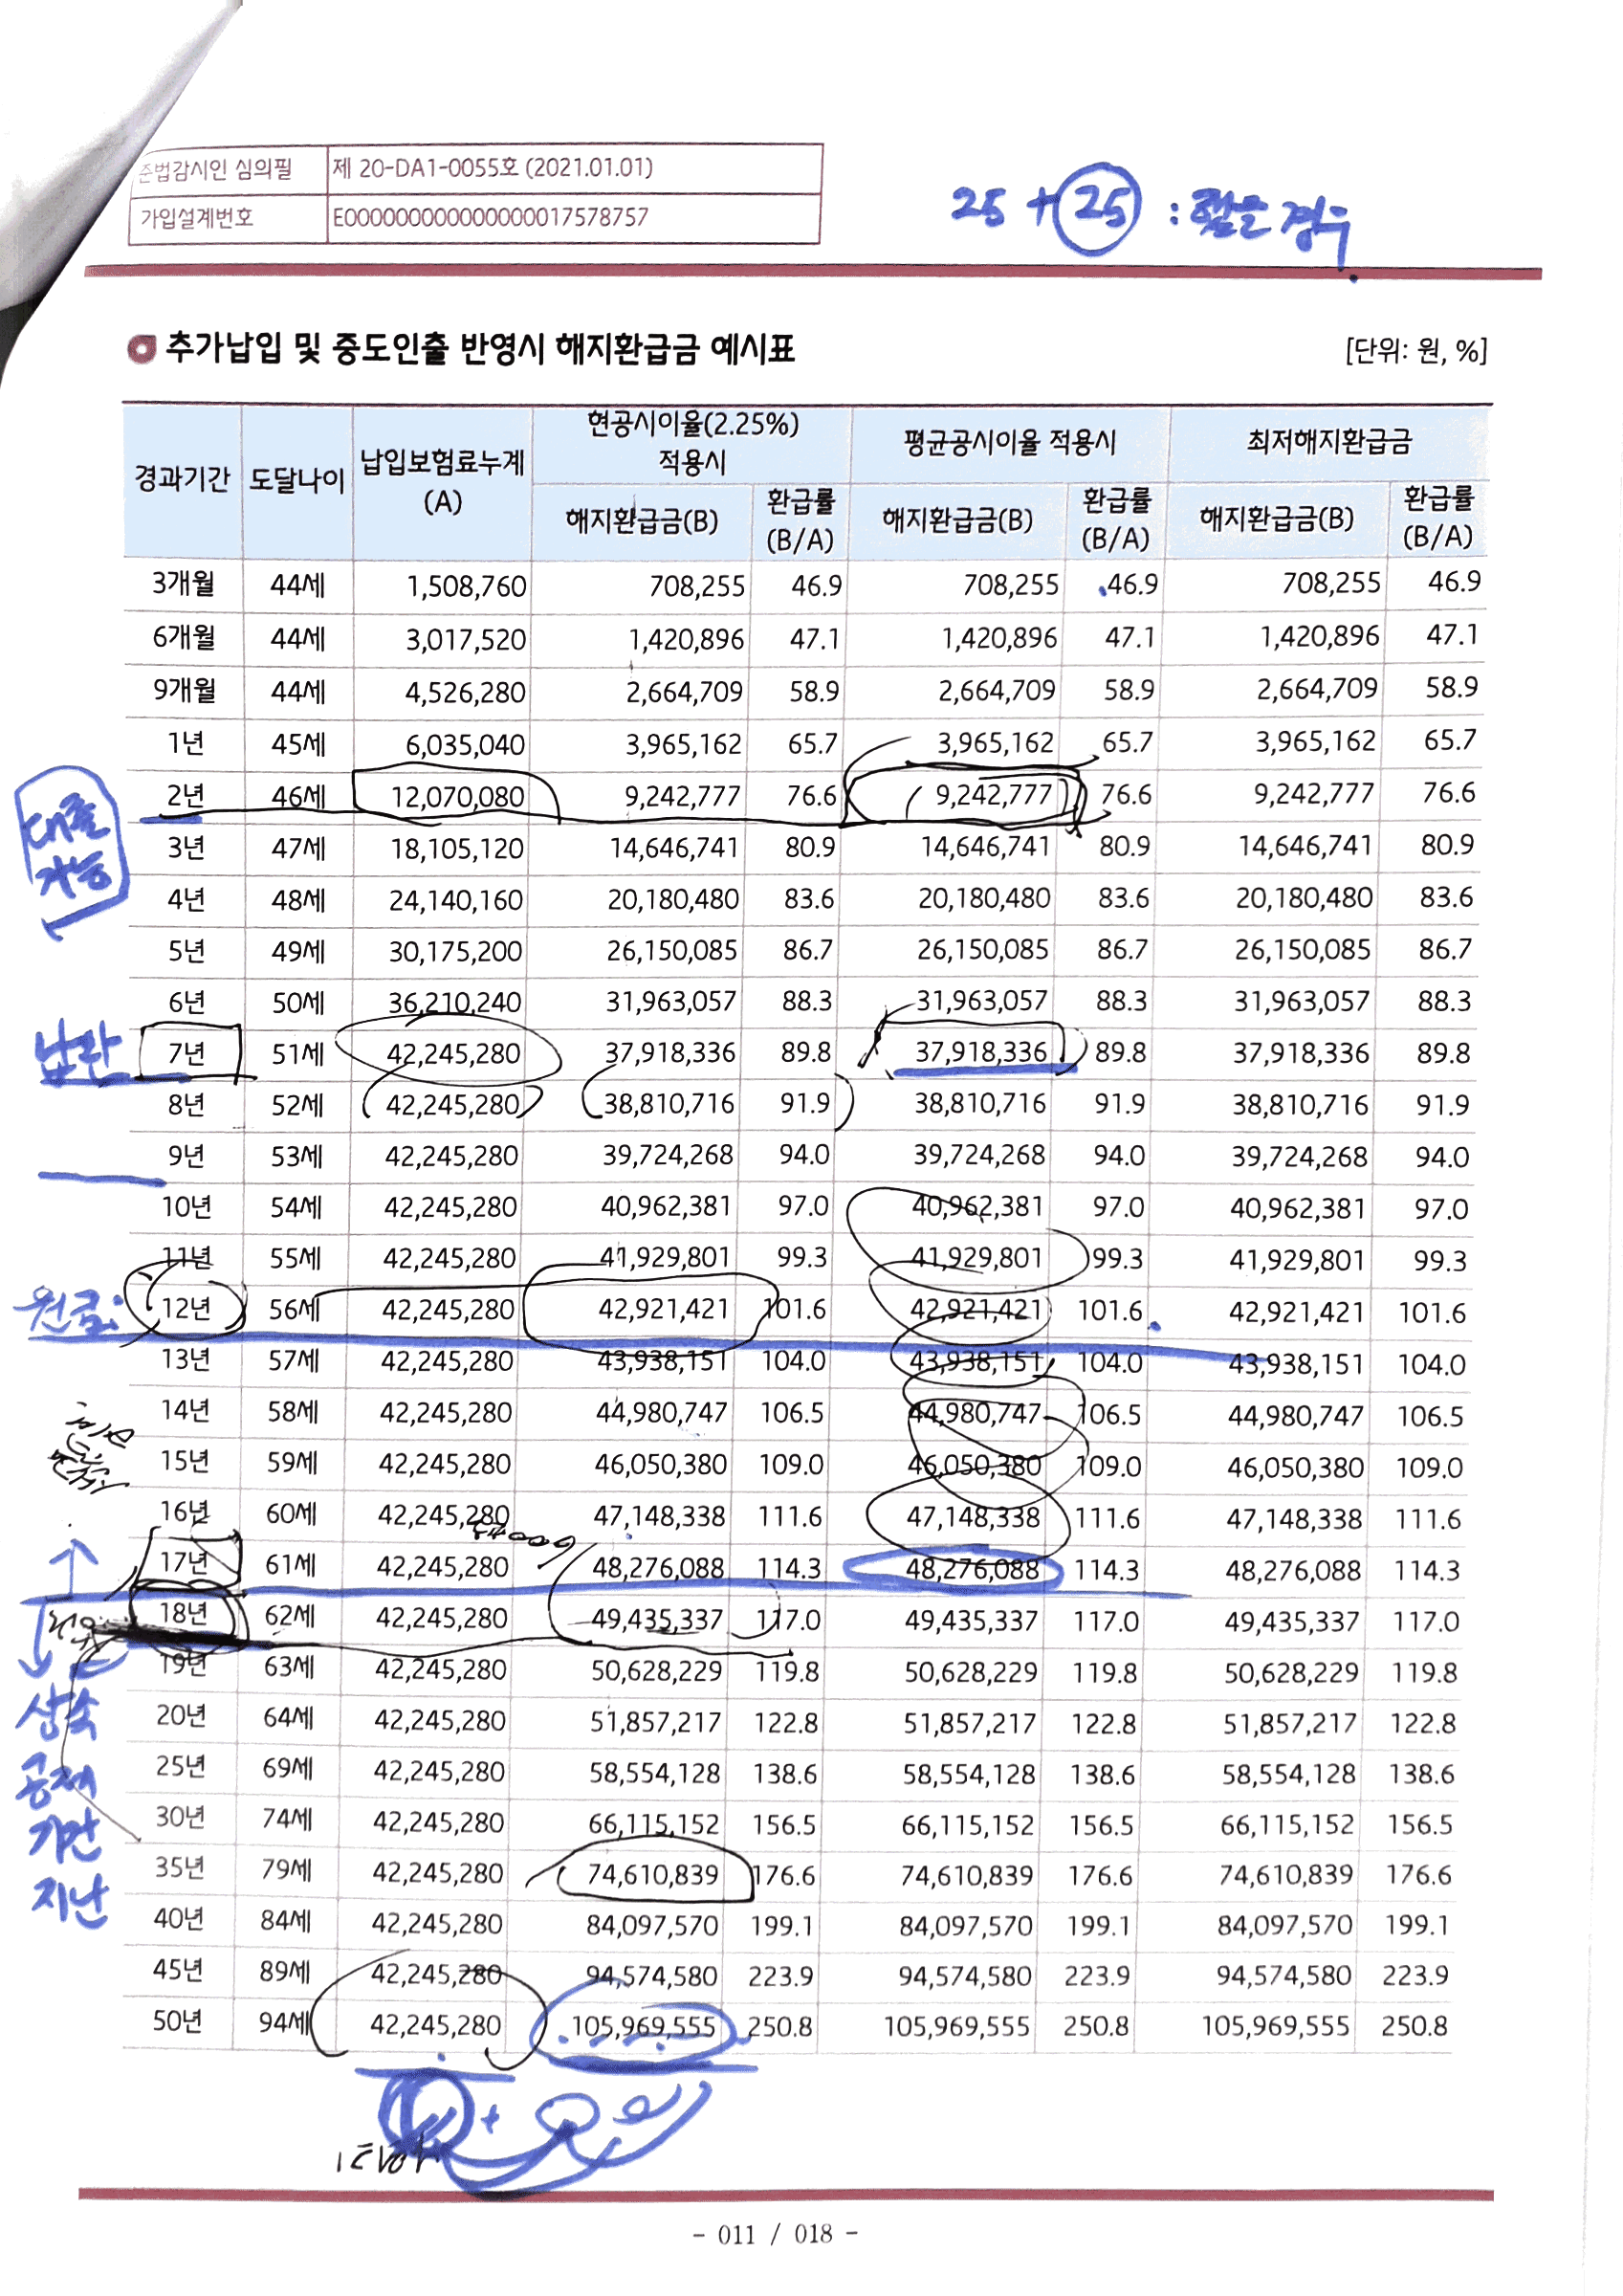 준법감시인 심의필 제 20-DA1-0055호 (2021.01.01)
가입설계번호 E000000000000000017578757
25 + 25 : 했을 경우
추가납입 및 중도인출 반영시 해지환급금 예시표 [단위: 원, %]
경과기간 도달나이 납입보험료누계 (A) 현공시이율(2.25%) 적용시 평균공시이율 적용시 최저해지환급금
해지환급금(B) 환급률 (B/A) 해지환급금(B) 환급률 (B/A) 해지환급금(B) 환급률 (B/A)
3개월 44세 1,508,760 708,255 46.9 708,255 46.9 708,255 46.9
6개월 44세 3,017,520 1,420,896 47.1 1,420,896 47.1 1,420,896 47.1
9개월 44세 4,526,280 2,664,709 58.9 2,664,709 58.9 2,664,709 58.9
1년 45세 6,035,040 3,965,162 65.7 3,965,162 65.7 3,965,162 65.7
2년 46세 12,070,080 9,242,777 76.6 9,242,777 76.6 9,242,777 76.6
대출
가능
3년 47세 18,105,120 14,646,741 80.9 14,646,741 80.9 14,646,741 80.9
4년 48세 24,140,160 20,180,480 83.6 20,180,480 83.6 20,180,480 83.6
5년 49세 30,175,200 26,150,085 86.7 26,150,085 86.7 26,150,085 86.7
6년 50세 36,210,240 31,963,057 88.3 31,963,057 88.3 31,963,057 88.3
7년 51세 42,245,280 37,918,336 89.8 37,918,336 89.8 37,918,336 89.8
8년 52세 42,245,280 38,810,716 91.9 38,810,716 91.9 38,810,716 91.9
9년 53세 42,245,280 39,724,268 94.0 39,724,268 94.0 39,724,268 94.0
10년 54세 42,245,280 40,962,381 97.0 40,962,381 97.0 40,962,381 97.0
11년 55세 42,245,280 41,929,801 99.3 41,929,801 99.3 41,929,801 99.3
원금: 12년 56세 42,245,280 42,921,421 101.6 42,921,421 101.6 42,921,421 101.6
13년 57세 42,245,280 43,938,151 104.0 43,938,151 104.0 43,938,151 104.0
14년 58세 42,245,280 44,980,747 106.5 44,980,747 106.5 44,980,747 106.5
15년 59세 42,245,280 46,050,380 109.0 46,050,380 109.0 46,050,380 109.0
16년 60세 42,245,280 47,148,338 111.6 47,148,338 111.6 47,148,338 111.6
17년 61세 42,245,280 48,276,088 114.3 48,276,088 114.3 48,276,088 114.3
18년 62세 42,245,280 49,435,337 117.0 49,435,337 117.0 49,435,337 117.0
19년 63세 42,245,280 50,628,229 119.8 50,628,229 119.8 50,628,229 119.8
상속
공제
기간
지난
20년 64세 42,245,280 51,857,217 122.8 51,857,217 122.8 51,857,217 122.8
25년 69세 42,245,280 58,554,128 138.6 58,554,128 138.6 58,554,128 138.6
30년 74세 42,245,280 66,115,152 156.5 66,115,152 156.5 66,115,152 156.5
35년 79세 42,245,280 74,610,839 176.6 74,610,839 176.6 74,610,839 176.6
40년 84세 42,245,280 84,097,570 199.1 84,097,570 199.1 84,097,570 199.1
45년 89세 42,245,280 94,574,580 223.9 94,574,580 223.9 94,574,580 223.9
50년 94세 42,245,280 105,969,555 250.8 105,969,555 250.8 105,969,555 250.8
- 011 / 018 -